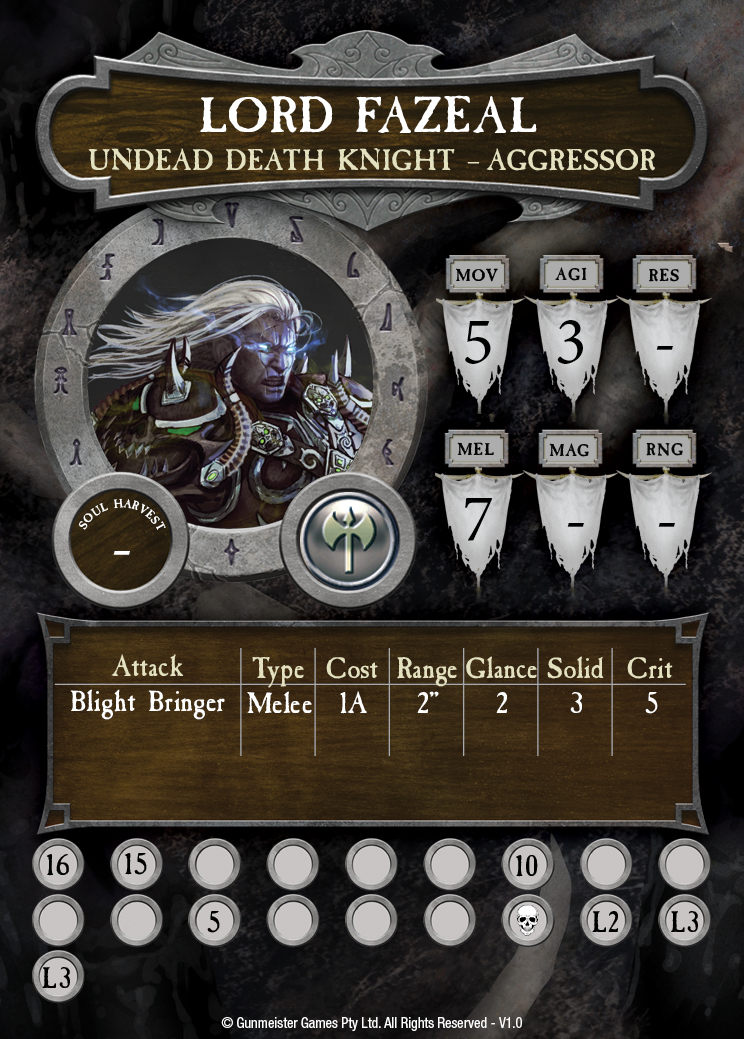 LORD FAZEAL
UNDEAD DEATH KNIGHT – AGGRESSOR
MOV AGI RES
5 3 -
MEL MAG RNG
7 - -
SOUL HARVEST
-
Attack Type Cost Range Glance Solid Crit
Blight Bringer Melee 1A 2” 2 3 5
16 15 10
5 L2 L3
L3
© Gunmeister Games Pty Ltd. All Rights Reserved - V1.0